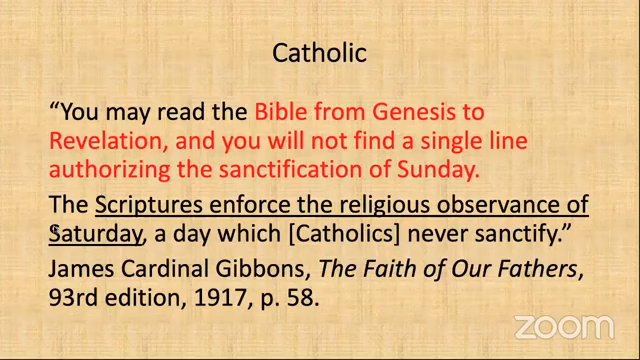 Catholic
“You may read the Bible from Genesis to
Revelation, and you will not find a single line
authorizing the sanctification of Sunday.
The Scriptures enforce the religious observance of
Saturday, a day which [Catholics] never sanctify.”
James Cardinal Gibbons, The Faith of Our Fathers,
93rd edition, 1917, p. 58.
zoom